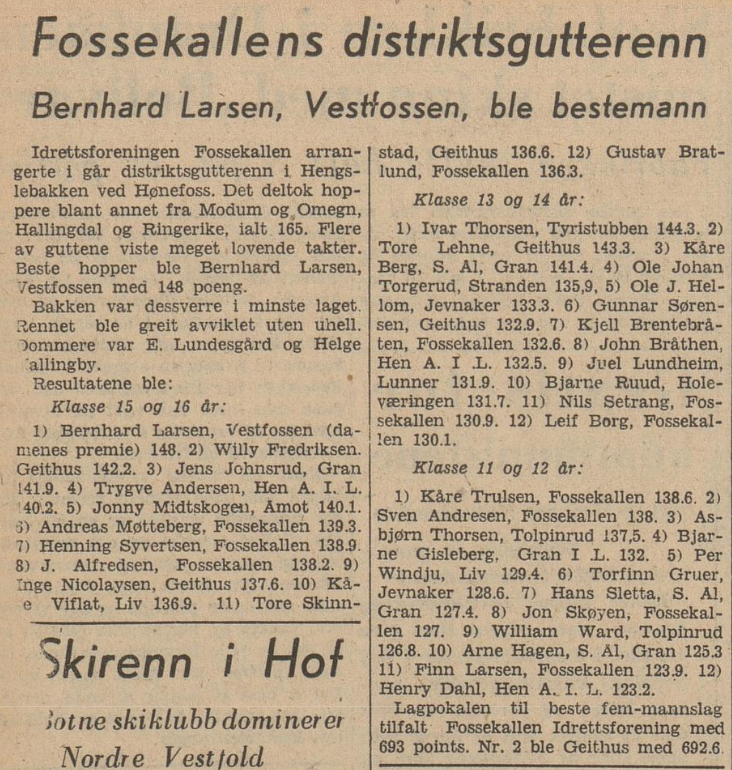 Fossekallens distriktsgutterenn
Bernhard Larsen, Vestfossen, ble bestemann
Idrettsforeningen Fossekallen arran-
gerte i går distriktsgutterenn i Hengs-
lebakken ved Hønefoss. Det deltok hop-
pere blant annet fra Modum og Omegn,
Hallingdal og Ringerike, ialt 165. Flere
av guttene viste meget lovende takter.
Beste hopper ble Bernhard Larsen,
Vestfossen med 148 poeng.
Bakken var dessverre i minste laget.
Rennet ble greit avviklet uten uhell.
Dommere var E. Lundesgård og Helge
allingby.
Resultatene ble:
Klasse 15 og 16 år:
1) Bernhard Larsen, Vestfossen (da-
menes premie) 148. 2) Willy Fredriksen.
Geithus 142.2. 3) Jens Johnsrud, Gran
141.9. 4) Trygve Andersen, Hen A. I. L.
140.2. 5) Jonny Midtskogen, Åmot 140.1.
6) Andreas Møtteberg, Fossekallen 139.3.
7) Henning Syvertsen, Fossekallen 138.9.
8) J. Alfredsen, Fossekallen 138.2. 9)
Inge Nicolaysen, Geithus 137.6. 10) Kå-
e Viflat, Liv 136.9. 11) Tore Skinn-
stad, Geithus 136.6. 12) Gustav Brat-
lund, Fossekallen 136.3.
Klasse 13 og 14 år:
1) Ivar Thorsen, Tyristubben 144.3. 2)
Tore Lehne, Geithus 143.3. 3) Kåre
Berg, S. Al, Gran 141.4. 4) Ole Johan
Torgerud, Stranden 135,9, 5) Ole J. Hel-
lom, Jevnaker 133.3. 6) Gunnar Søren-
sen, Geithus 132.9. 7) Kjell Brentebrå-
ten, Fossekallen 132.6. 8) John Bråthen,
Hen A. I .L. 132.5. 9) Juel Lundheim,
Lunner 131.9. 10) Bjarne Ruud, Hole-
væringen 131.7. 11) Nils Setrang, Fos-
sekallen 130.9. 12) Leif Borg, Fossekal-
len 130.1.
Klasse 11 og 12 år:
1) Kåre Trulsen, Fossekallen 138.6. 2)
Sven Andresen, Fossekallen 138. 3) As-
bjørn Thorsen, Tolpinrud 137,5. 4) Bjar-
ne Gisleberg, Gran I L. 132. 5) Per
Windju, Liv 129.4. 6) Torfinn Gruer,
Jevnaker 128.6. 7) Hans Sletta, S. Al,
Gran 127.4. 8) Jon Skøyen, Fossekal-
len 127. 9) William Ward, Tolpinrud
126.8. 10) Arne Hagen, S. Al, Gran 125.3
11) Finn Larsen, Fossekallen 123.9. 12)
Henry Dahl, Hen A. I. L. 123.2.
Lagpokalen til beste fem-mannslag
tilfalt Fossekallen Idrettsforening med
693 points. Nr. 2 ble Geithus med 692.6.
Skirenn i Hof
Botne skiklubb dominerer
Nordre Vestfold